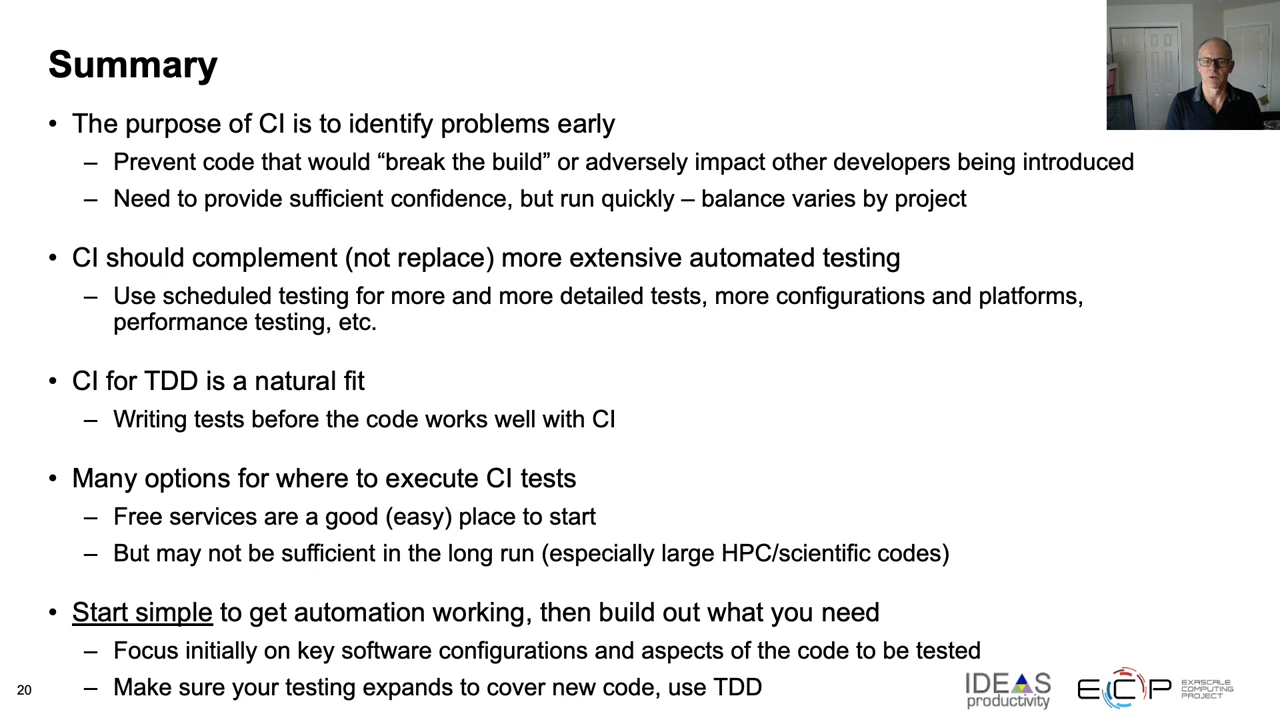 Summary
• The purpose of CI is to identify problems early
– Prevent code that would “break the build” or adversely impact other developers being introduced
– Need to provide sufficient confidence, but run quickly – balance varies by project
• CI should complement (not replace) more extensive automated testing
– Use scheduled testing for more and more detailed tests, more configurations and platforms,
performance testing, etc.
• CI for TDD is a natural fit
– Writing tests before the code works well with CI
• Many options for where to execute CI tests
– Free services are a good (easy) place to start
– But may not be sufficient in the long run (especially large HPC/scientific codes)
• Start simple to get automation working, then build out what you need
– Focus initially on key software configurations and aspects of the code to be tested
– Make sure your testing expands to cover new code, use TDD
20
IDEAS
productivity
ECP
EXASCALE
COMPUTING
PROJECT